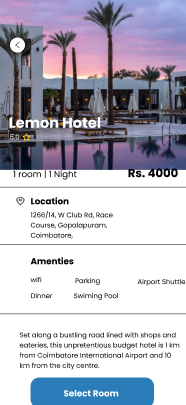 Lemon Hotel
5.0
1 room | 1 Night
Rs. 4000
Location
1266/14, W Club Rd, Race
Course, Gopalapuram,
Coimbatore,
Amenties
wifi
Parking
Airport Shuttle
Dinner
Swiming Pool
Set along a bustling road lined with shops and
eateries, this unpretentious budget hotel is 1 km
from Coimbatore International Airport and 10
km from the city centre.
Select Room